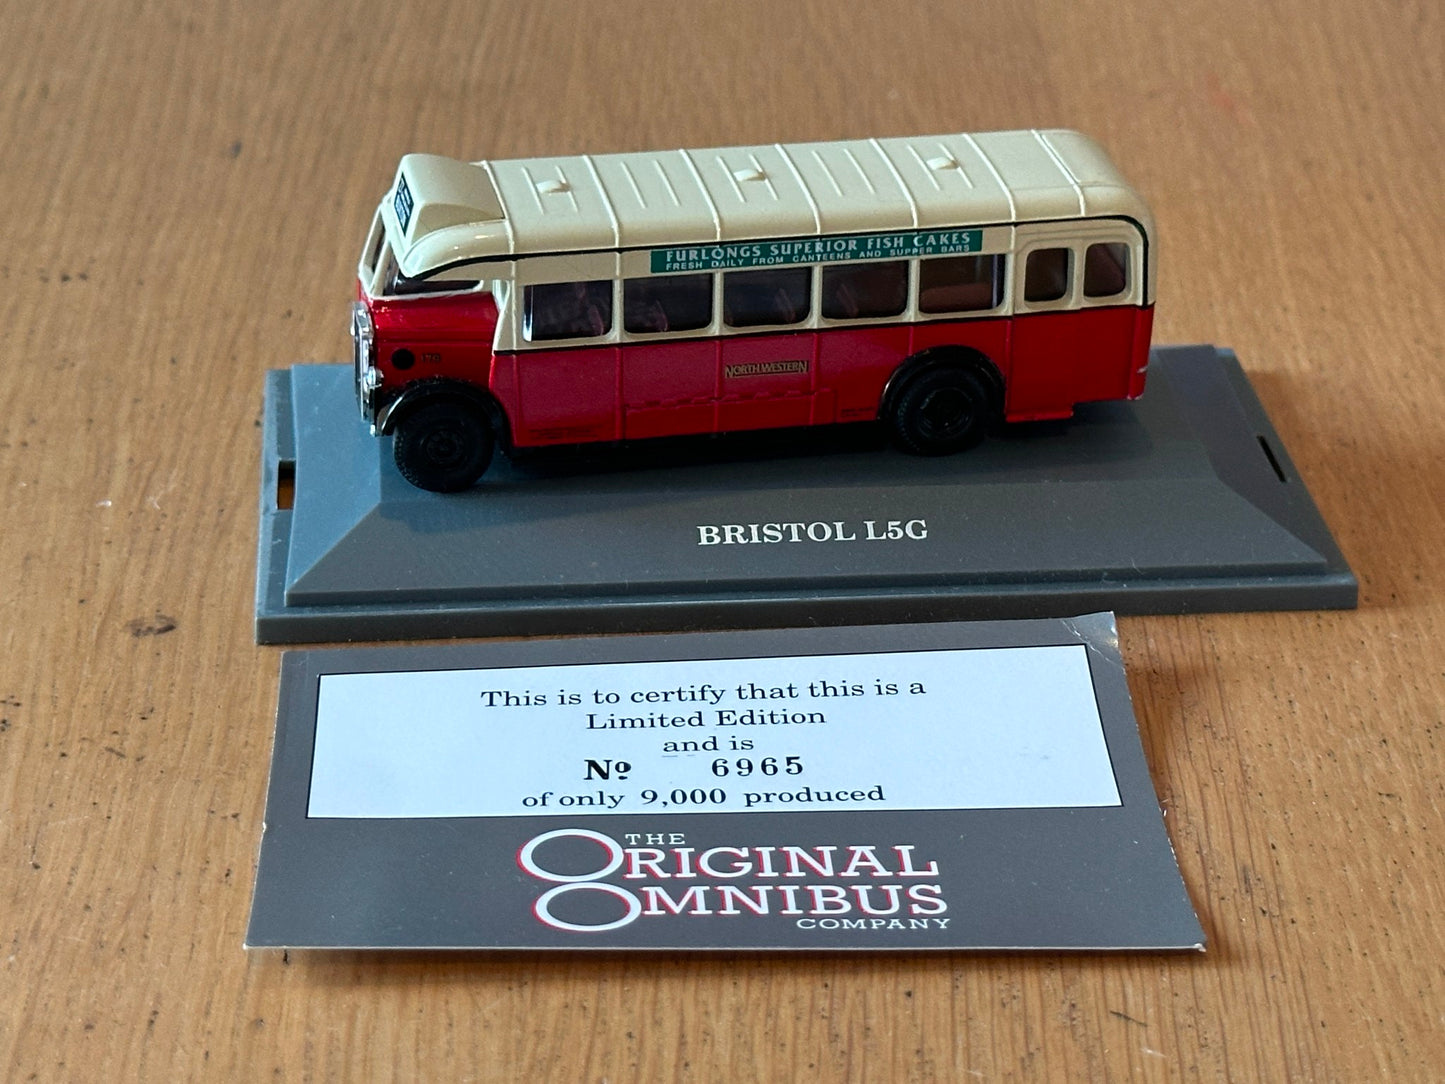 FURLONGS SUPERIOR FISH CAKES
FRESH DAILY FROM CANTEENS AND SUPPER BARS
NORTH WESTERN
BRISTOL L5G
This is to certify that this is a
Limited Edition
and is
Nº 6965
of only 9,000 produced
THE
ORIGINAL
OMNIBUS
COMPANY